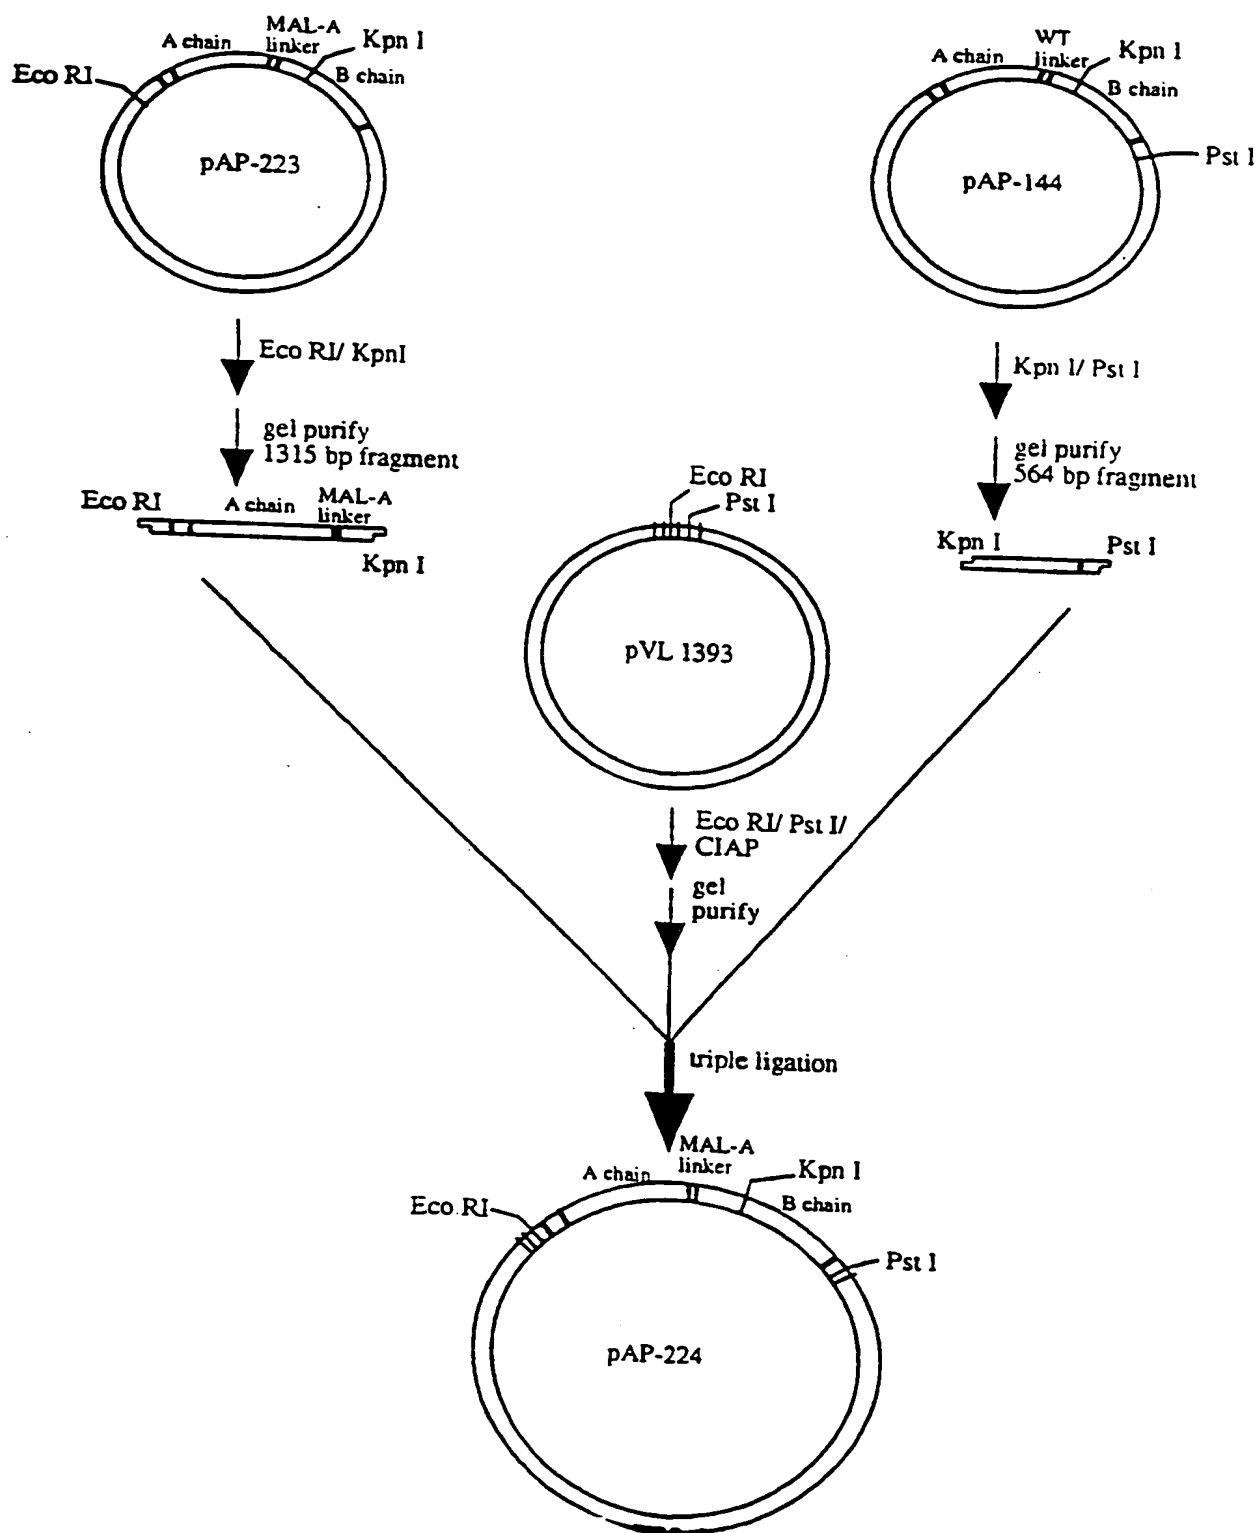 A chain
MAL-A
linker
Kpn I
Eco RI
B chain
pAP-223
A chain
WT
linker
Kpn I
B chain
Pst I
pAP-144
Eco RI/ KpnI
gel purify
1315 bp fragment
Eco RI
A chain
MAL-A
linker
Kpn I
Kpn I/ Pst I
gel purify
564 bp fragment
Kpn I
Pst I
Eco RI
Pst I
pVL 1393
Eco RI/ Pst I/
CIAP
gel
purify
triple ligation
A chain
MAL-A
linker
Kpn I
Eco RI
B chain
Pst I
pAP-224